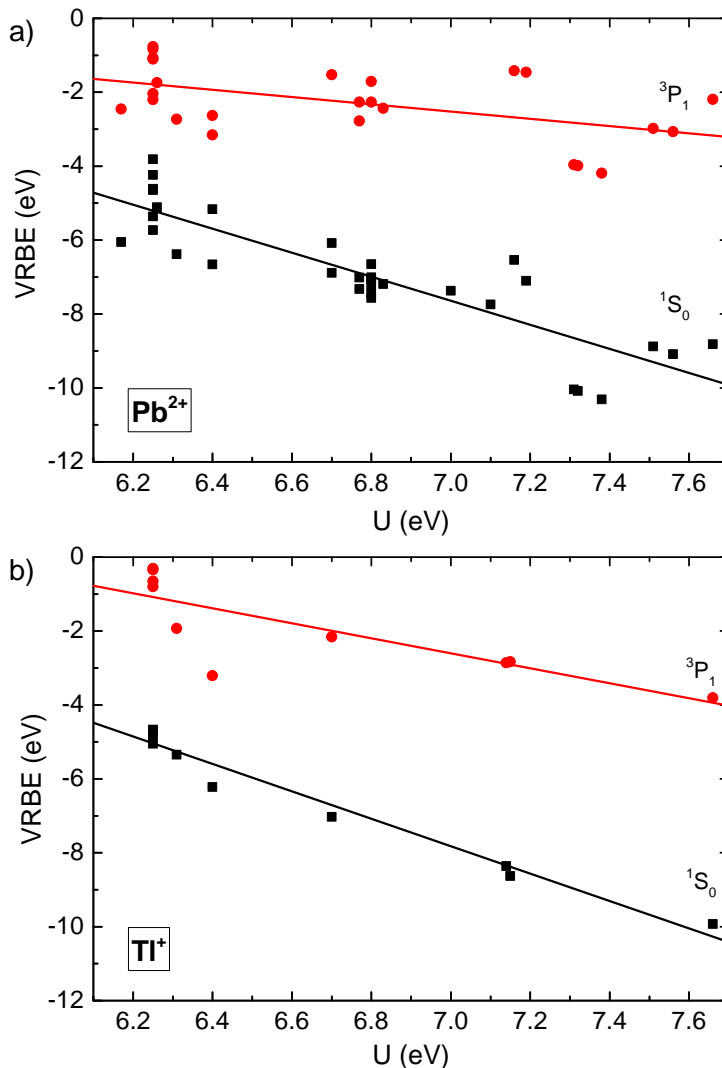 a)
0
-2
-4
-6
-8
-10
-12
VRBE (eV)
³P₁
¹S₀
Pb²⁺
6.2 6.4 6.6 6.8 7.0 7.2 7.4 7.6
U (eV)
b)
0
-2
-4
-6
-8
-10
-12
VRBE (eV)
³P₁
¹S₀
Tl⁺
6.2 6.4 6.6 6.8 7.0 7.2 7.4 7.6
U (eV)